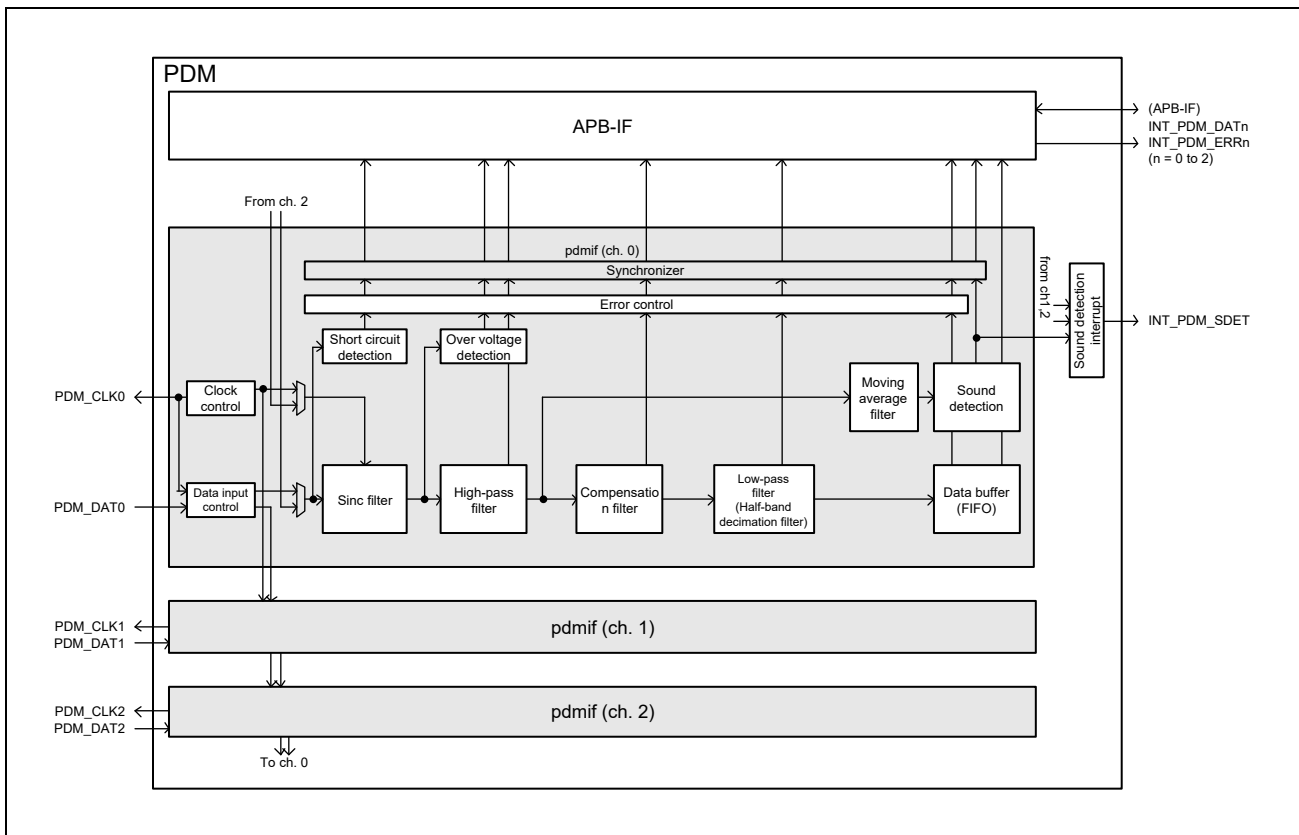 PDM
APB-IF
(APB-IF)
INT_PDM_DATn
INT_PDM_ERRn
(n = 0 to 2)
From ch. 2
pdmif (ch. 0)
Synchronizer
Error control
from ch1,
2
Sound detection
interrupt
INT_PDM_SDET
Short circuit
detection
Over voltage
detection
PDM_CLK0
Clock
control
Moving
average
filter
Sound
detection
PDM_DAT0
Data input
control
Sinc filter
High-pass
filter
Compensatio
n filter
Low-pass
filter
(Half-band
decimation filter)
Data buffer
(FIFO)
PDM_CLK1
PDM_DAT1
pdmif (ch. 1)
PDM_CLK2
PDM_DAT2
pdmif (ch. 2)
To ch. 0